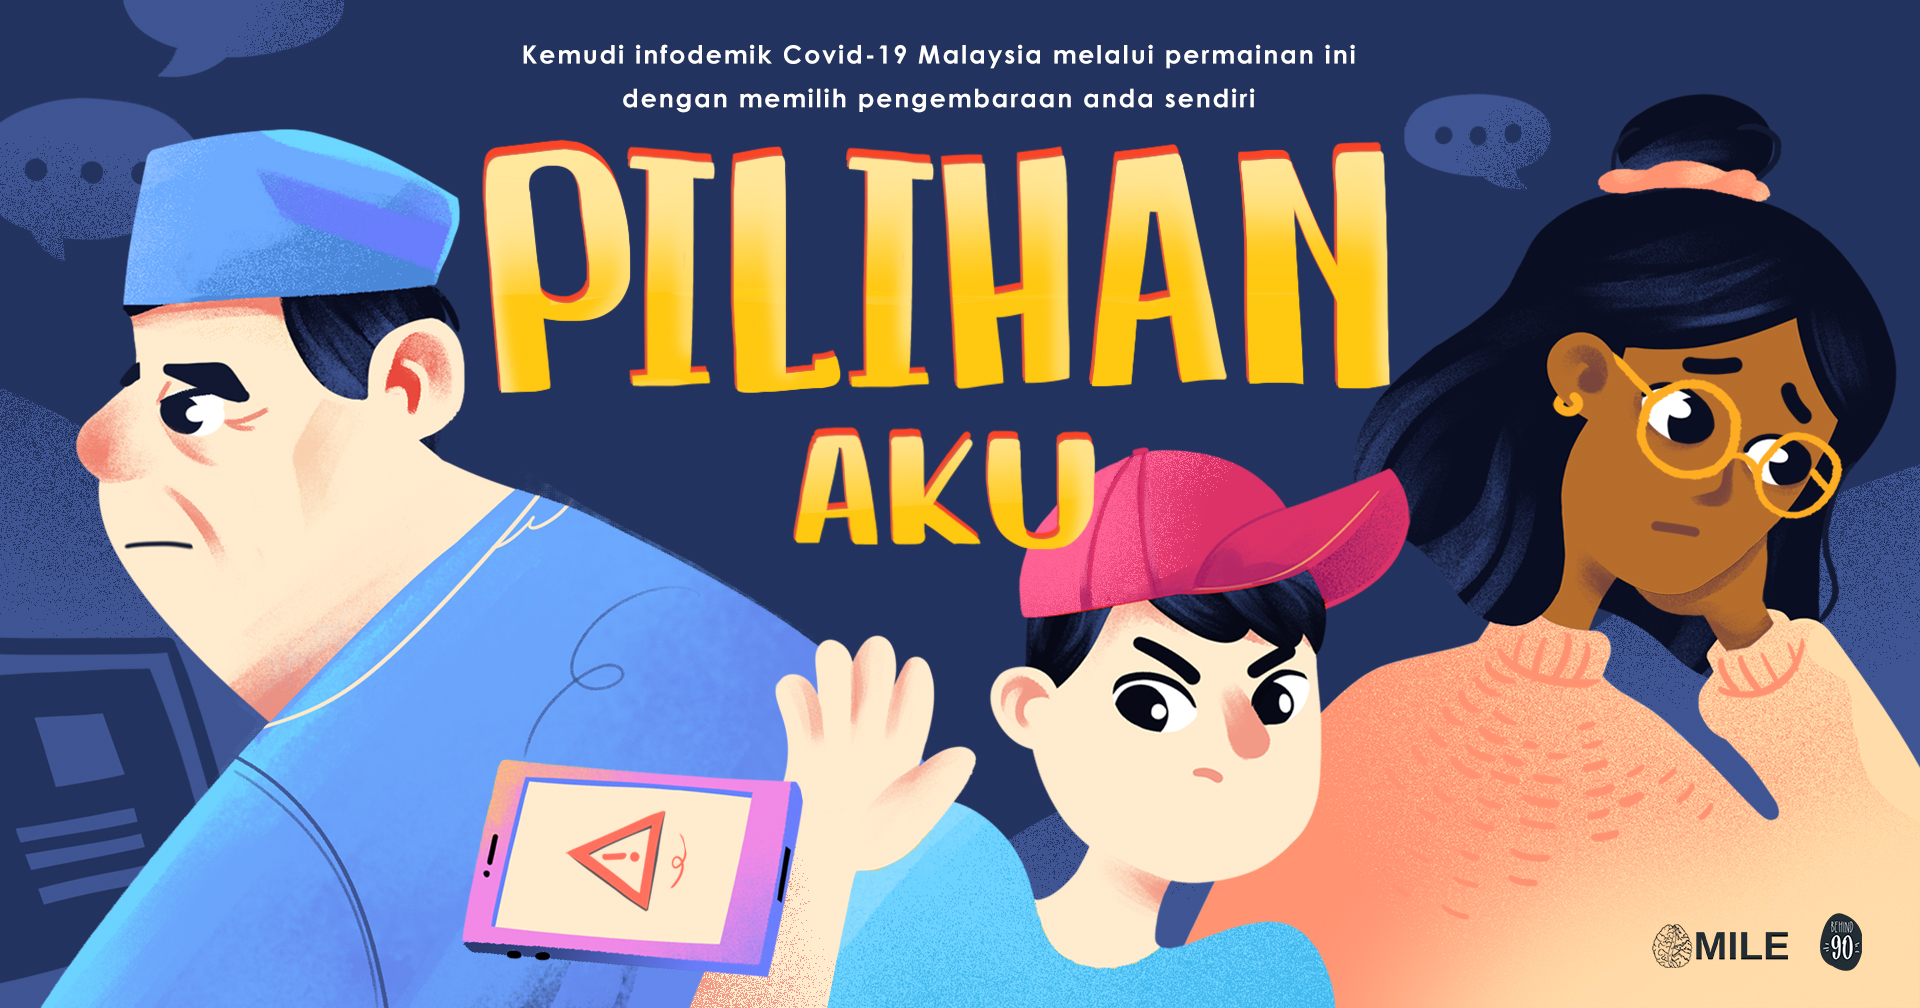 Kemudi infodemik Covid-19 Malaysia melalui permainan ini
dengan memilih pengembaraan anda sendiri
PILIHAN
AKU
!
MILE
BEHIND
90